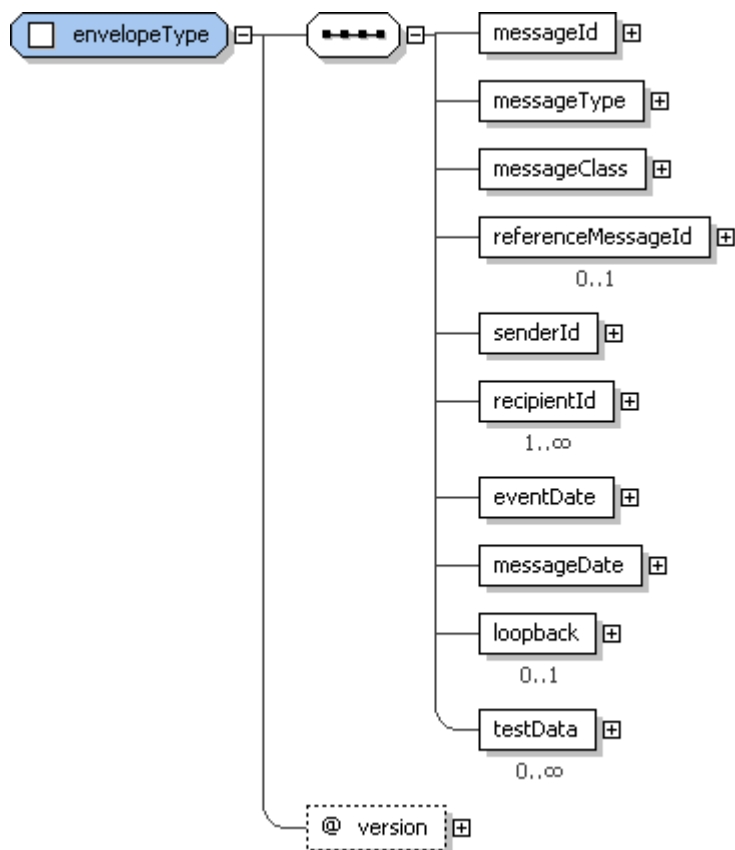 envelopeType
messageId
messageType
messageClass
referenceMessageId
0..1
senderId
recipientId
1..∞
eventDate
messageDate
loopback
0..1
testData
0..∞
@ version